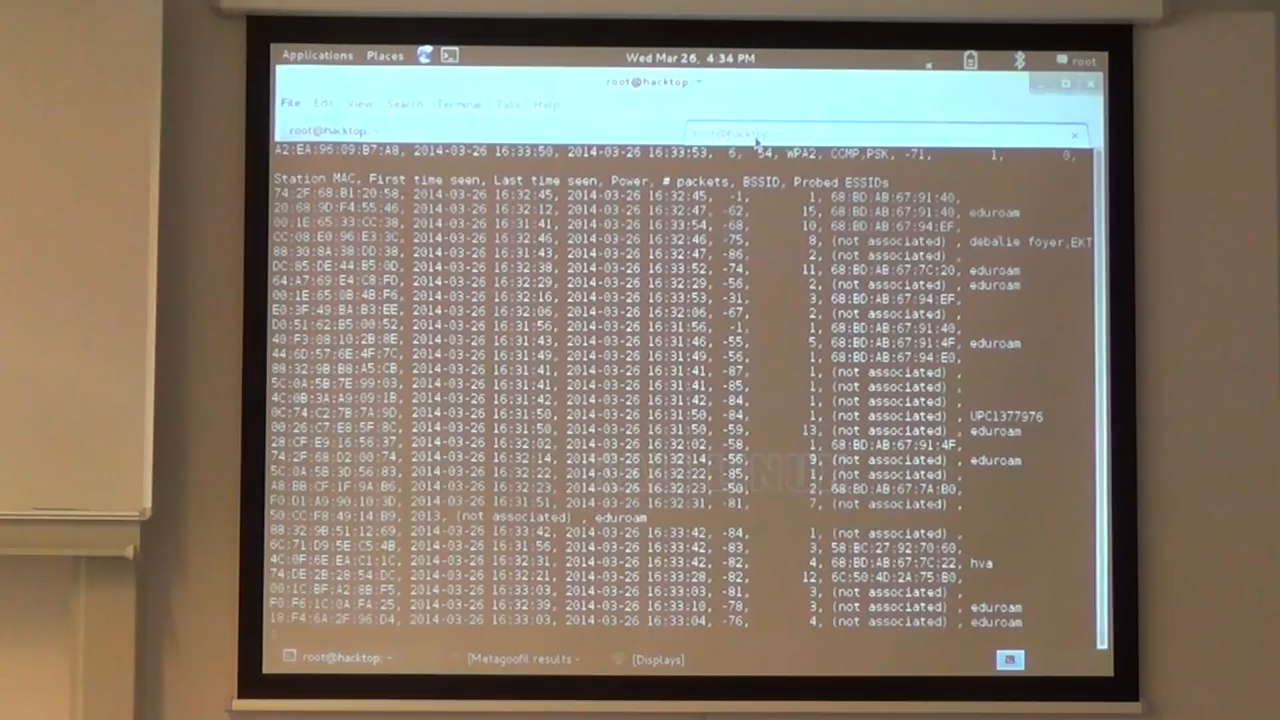 Applications Places Wed Mar 26, 4:34 PM root
root@hacktop: ~
File Edit View Search Terminal Tabs Help
root@hacktop: ~ root@hacktop: ~
A2:EA:96:09:B7:A8, 2014-03-26 16:33:50, 2014-03-26 16:33:53, 6, 54, WPA2, CCMP,PSK, -71, 1, 0,
Station MAC, First time seen, Last time seen, Power, # packets, BSSID, Probed ESSIDs
74:2F:68:B1:20:58, 2014-03-26 16:32:45, 2014-03-26 16:32:45, -1, 1, 68:BD:AB:67:91:40,
20:68:9D:F4:55:46, 2014-03-26 16:32:12, 2014-03-26 16:32:47, -62, 15, 68:BD:AB:67:91:40, eduroam
00:1E:65:33:CC:38, 2014-03-26 16:31:41, 2014-03-26 16:33:54, -68, 10, 68:BD:AB:67:94:EF,
CC:08:E0:96:E3:3C, 2014-03-26 16:32:46, 2014-03-26 16:32:46, -75, 8, (not associated) , debalie foyer,EKT
88:30:8A:38:DD:38, 2014-03-26 16:31:43, 2014-03-26 16:32:47, -86, 2, (not associated) ,
DC:85:DE:44:B5:0D, 2014-03-26 16:32:38, 2014-03-26 16:33:52, -74, 11, 68:BD:AB:67:7C:20, eduroam
64:A7:69:E4:C8:FD, 2014-03-26 16:32:29, 2014-03-26 16:32:29, -56, 2, (not associated) , eduroam
00:1E:65:0B:4B:F6, 2014-03-26 16:32:16, 2014-03-26 16:33:53, -31, 3, 68:BD:AB:67:94:EF,
E0:3F:49:BA:B3:EE, 2014-03-26 16:32:06, 2014-03-26 16:32:06, -67, 2, (not associated) ,
D0:51:62:B5:00:52, 2014-03-26 16:31:56, 2014-03-26 16:31:56, -1, 1, 68:BD:AB:67:91:40,
40:F3:08:10:2B:8E, 2014-03-26 16:31:43, 2014-03-26 16:31:46, -55, 5, 68:BD:AB:67:91:4F, eduroam
44:6D:57:6E:4F:7C, 2014-03-26 16:31:49, 2014-03-26 16:31:49, -56, 1, 68:BD:AB:67:94:E0,
88:32:9B:B8:A5:CB, 2014-03-26 16:31:41, 2014-03-26 16:31:41, -87, 1, (not associated) ,
5C:0A:5B:7E:99:03, 2014-03-26 16:31:41, 2014-03-26 16:31:41, -85, 1, (not associated) ,
4C:0B:3A:A9:09:1B, 2014-03-26 16:31:42, 2014-03-26 16:31:42, -84, 1, (not associated) ,
0C:74:C2:7B:7A:9D, 2014-03-26 16:31:50, 2014-03-26 16:31:50, -84, 1, (not associated) , UPC1377976
00:26:C7:E8:5F:8C, 2014-03-26 16:31:50, 2014-03-26 16:31:50, -59, 13, (not associated) , eduroam
28:CF:E9:16:56:37, 2014-03-26 16:32:02, 2014-03-26 16:32:02, -58, 1, 68:BD:AB:67:91:4F,
74:2F:68:D2:00:74, 2014-03-26 16:32:14, 2014-03-26 16:32:14, -56, 9, (not associated) , eduroam
5C:0A:5B:3D:56:83, 2014-03-26 16:32:22, 2014-03-26 16:32:22, -85, 1, (not associated) ,
A8:BB:CF:1F:9A:B6, 2014-03-26 16:32:23, 2014-03-26 16:32:23, -50, 2, 68:BD:AB:67:7A:B0,
F0:D1:A9:90:10:3D, 2014-03-26 16:31:51, 2014-03-26 16:32:31, -81, 7, (not associated) ,
50:CC:F8:49:14:B9, 2013, (not associated) , eduroam
88:32:9B:51:12:69, 2014-03-26 16:33:42, 2014-03-26 16:33:42, -84, 1, (not associated) ,
6C:71:D9:5E:C5:4B, 2014-03-26 16:31:56, 2014-03-26 16:33:42, -83, 3, 58:BC:27:92:70:60,
4C:0F:6E:EA:C1:1C, 2014-03-26 16:32:31, 2014-03-26 16:33:42, -82, 4, 68:BD:AB:67:7C:22, hva
74:DE:2B:28:54:DC, 2014-03-26 16:32:21, 2014-03-26 16:33:28, -82, 12, 6C:50:4D:2A:75:B0,
00:1C:BF:A2:8B:F5, 2014-03-26 16:33:03, 2014-03-26 16:33:03, -81, 3, (not associated) ,
F0:F6:1C:0A:FA:25, 2014-03-26 16:32:39, 2014-03-26 16:33:10, -78, 3, (not associated) , eduroam
18:F4:6A:2F:96:D4, 2014-03-26 16:33:03, 2014-03-26 16:33:04, -76, 4, (not associated) , eduroam
:
root@hacktop: ~ [Metagoofil results - [Displays]